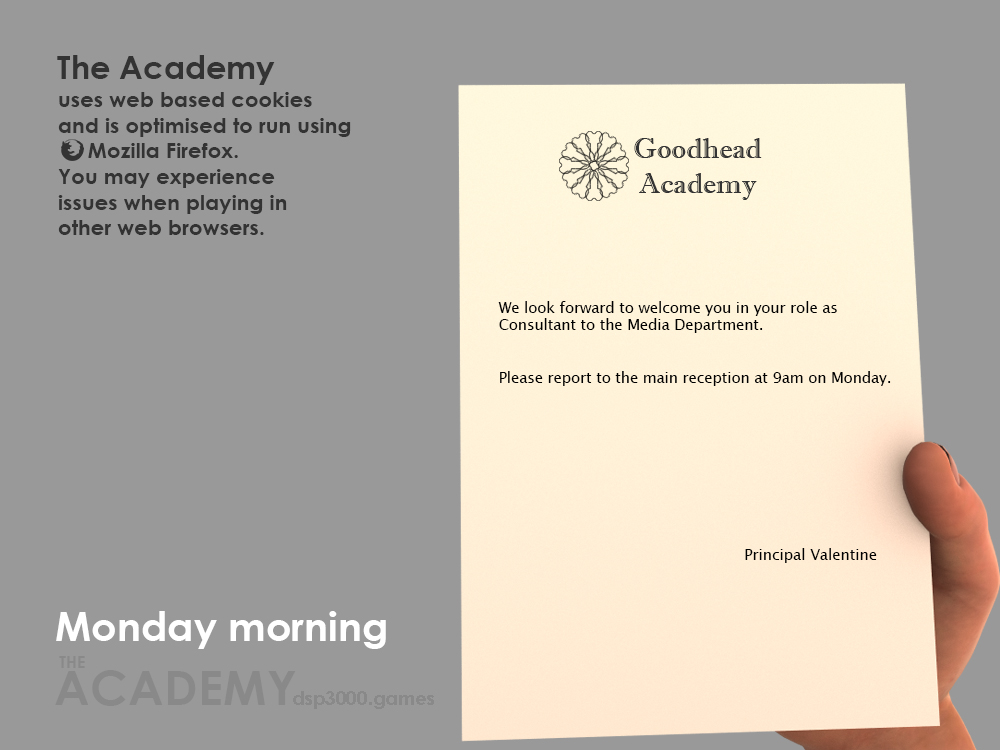 The Academy
uses web based cookies
and is optimised to run using
Mozilla Firefox.
You may experience
issues when playing in
other web browsers.
Goodhead
Academy
We look forward to welcome you in your role as
Consultant to the Media Department.
Please report to the main reception at 9am on Monday.
Principal Valentine
Monday morning
THE
ACADEMY dsp3000.games